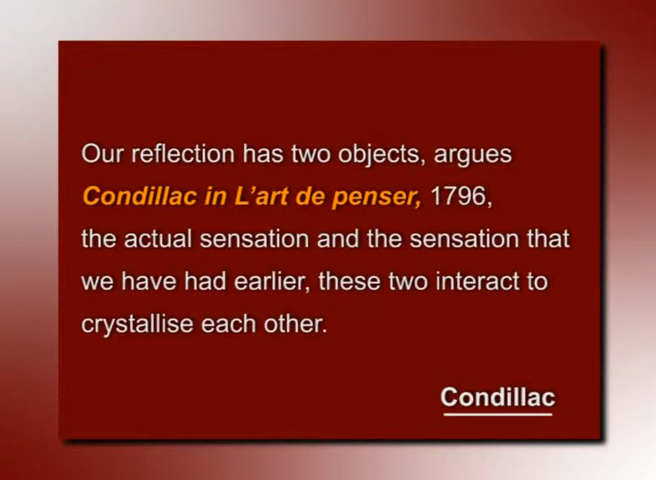 Our reflection has two objects, argues
Condillac in L’art de penser, 1796,
the actual sensation and the sensation that
we have had earlier, these two interact to
crystallise each other.
Condillac